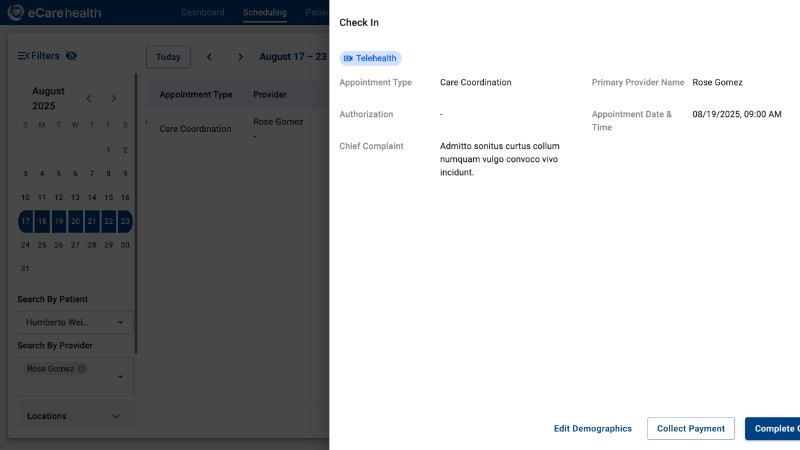 eCarehealth
Dashboard Scheduling
Filters
August 2025
S M T W T F S
1 2
3 4 5 6 7 8 9
10 11 12 13 14 15 16
17 18 19 20 21 22 23
24 25 26 27 28 29 30
31
Search By Patient
Humberto Wei..
Search By Provider
Rose Gomez
Locations
Today
August 17 – 23
Appointment Type Provider
Care Coordination Rose Gomez
-
Check In
Telehealth
Appointment Type Care Coordination Primary Provider Name Rose Gomez
Authorization - Appointment Date & Time 08/19/2025, 09:00 AM
Chief Complaint Admitto sonitus curtus collum
numquam vulgo convoco vivo
incidunt.
Edit Demographics Collect Payment Complete